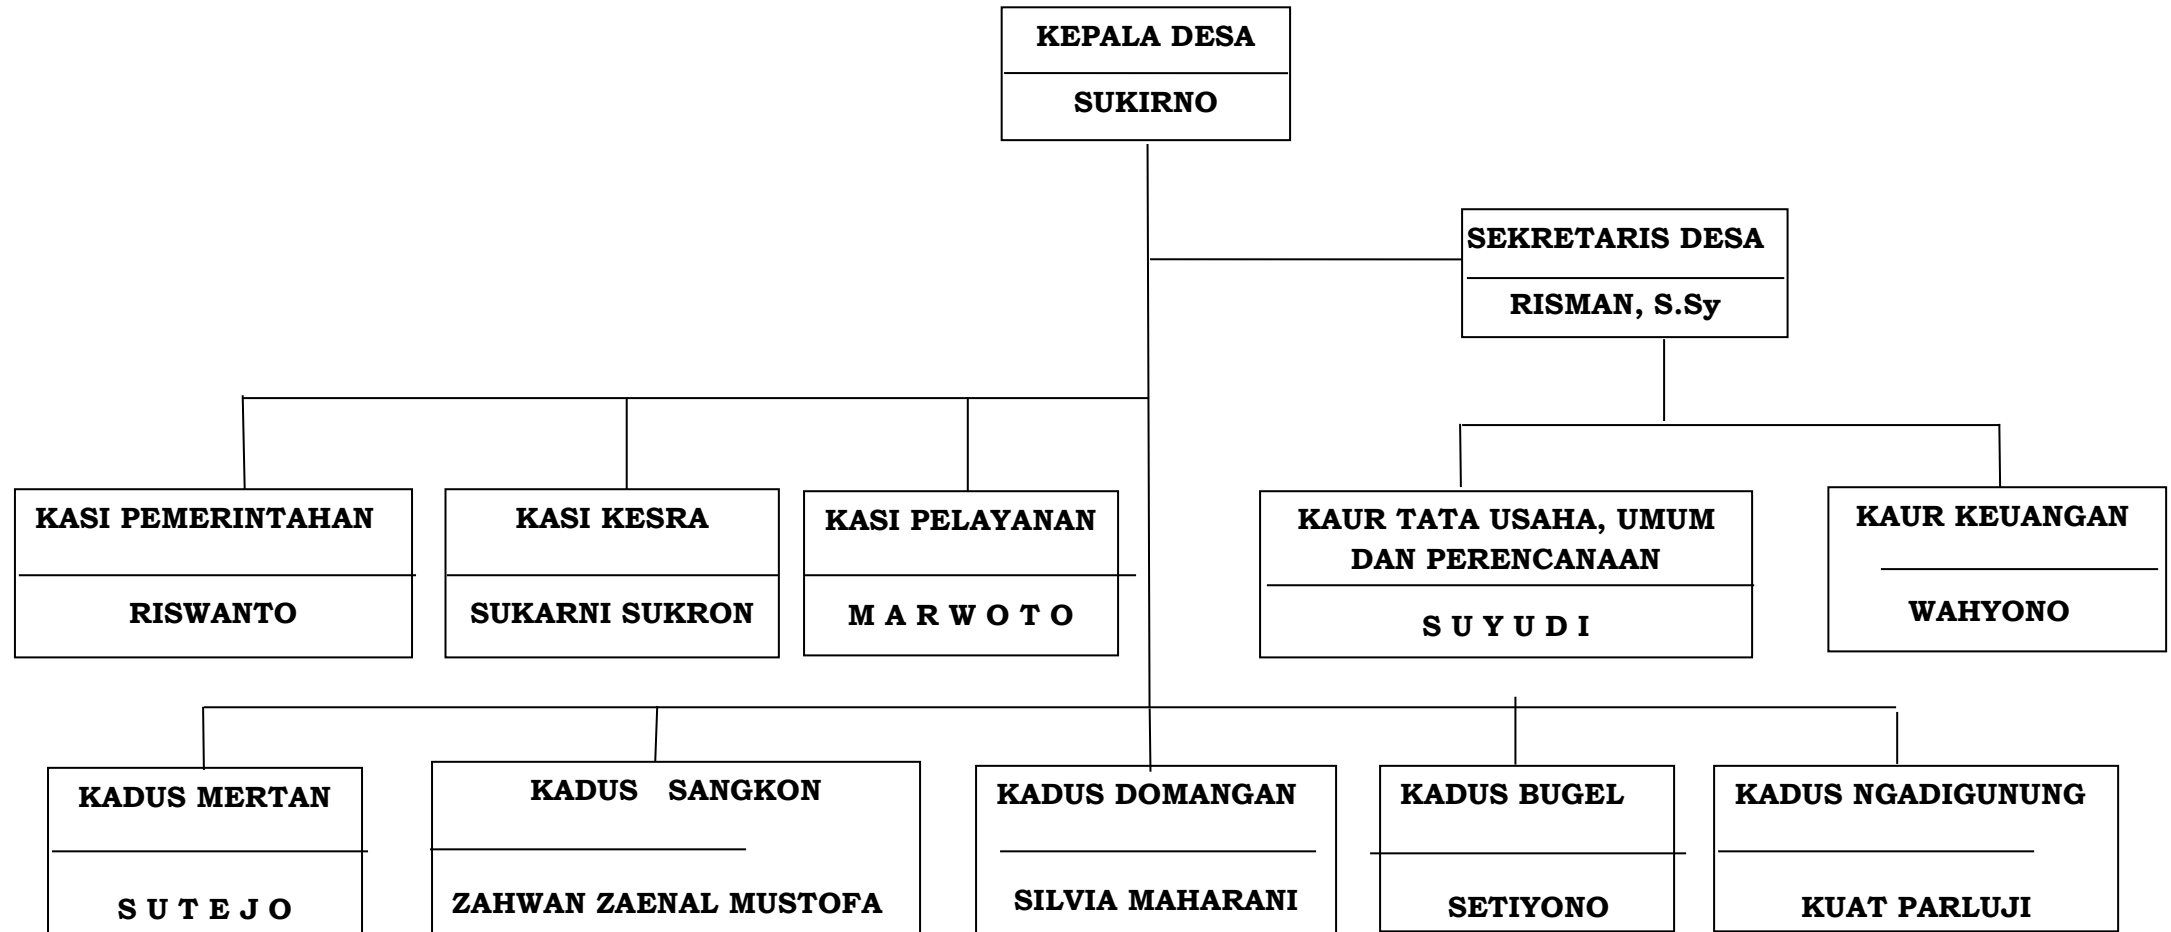 KEPALA DESA
SUKIRNO
SEKRETARIS DESA
RISMAN, S.Sy
KASI PEMERINTAHAN
RISWANTO
KASI KESRA
SUKARNI SUKRON
KASI PELAYANAN
M A R W O T O
KAUR TATA USAHA, UMUM
DAN PERENCANAAN
S U Y U D I
KAUR KEUANGAN
WAHYONO
KADUS MERTAN
S U T E J O
KADUS SANGKON
ZAHWAN ZAENAL MUSTOFA
KADUS DOMANGAN
SILVIA MAHARANI
KADUS BUGEL
SETIYONO
KADUS NGADIGUNUNG
KUAT PARLUJI